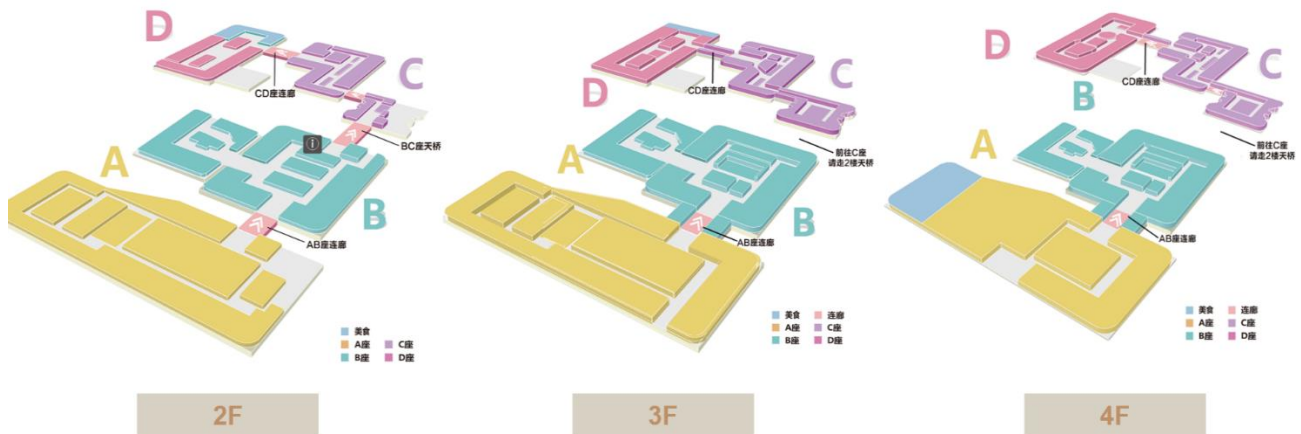 D
C
CD座连廊
BC座天桥
A
B
AB座连廊
美食
A座
C座
B座
D座
2F
D
C
CD座连廊
前往C座
请走2楼天桥
A
B
AB座连廊
美食
连廊
A座
C座
B座
D座
3F
D
C
CD座连廊
B
前往C座
请走2楼天桥
A
AB座连廊
美食
连廊
A座
C座
B座
D座
4F